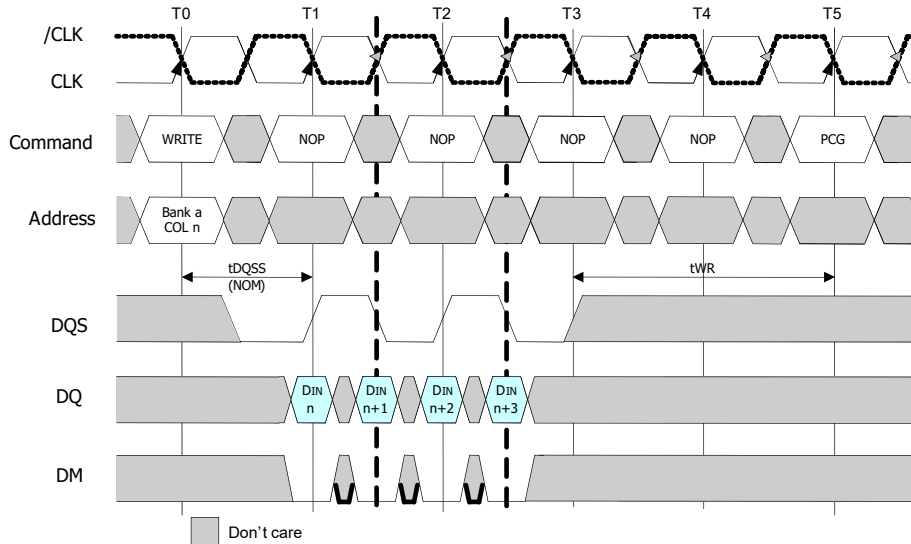 T0 T1 T2 T3 T4 T5
/CLK
CLK
Command WRITE NOP NOP NOP NOP PCG
Address Bank a
COL n
tDQSS
(NOM)
tWR
DQS
DQ DIN n DIN n+1 DIN n+2 DIN n+3
DM
Don't care